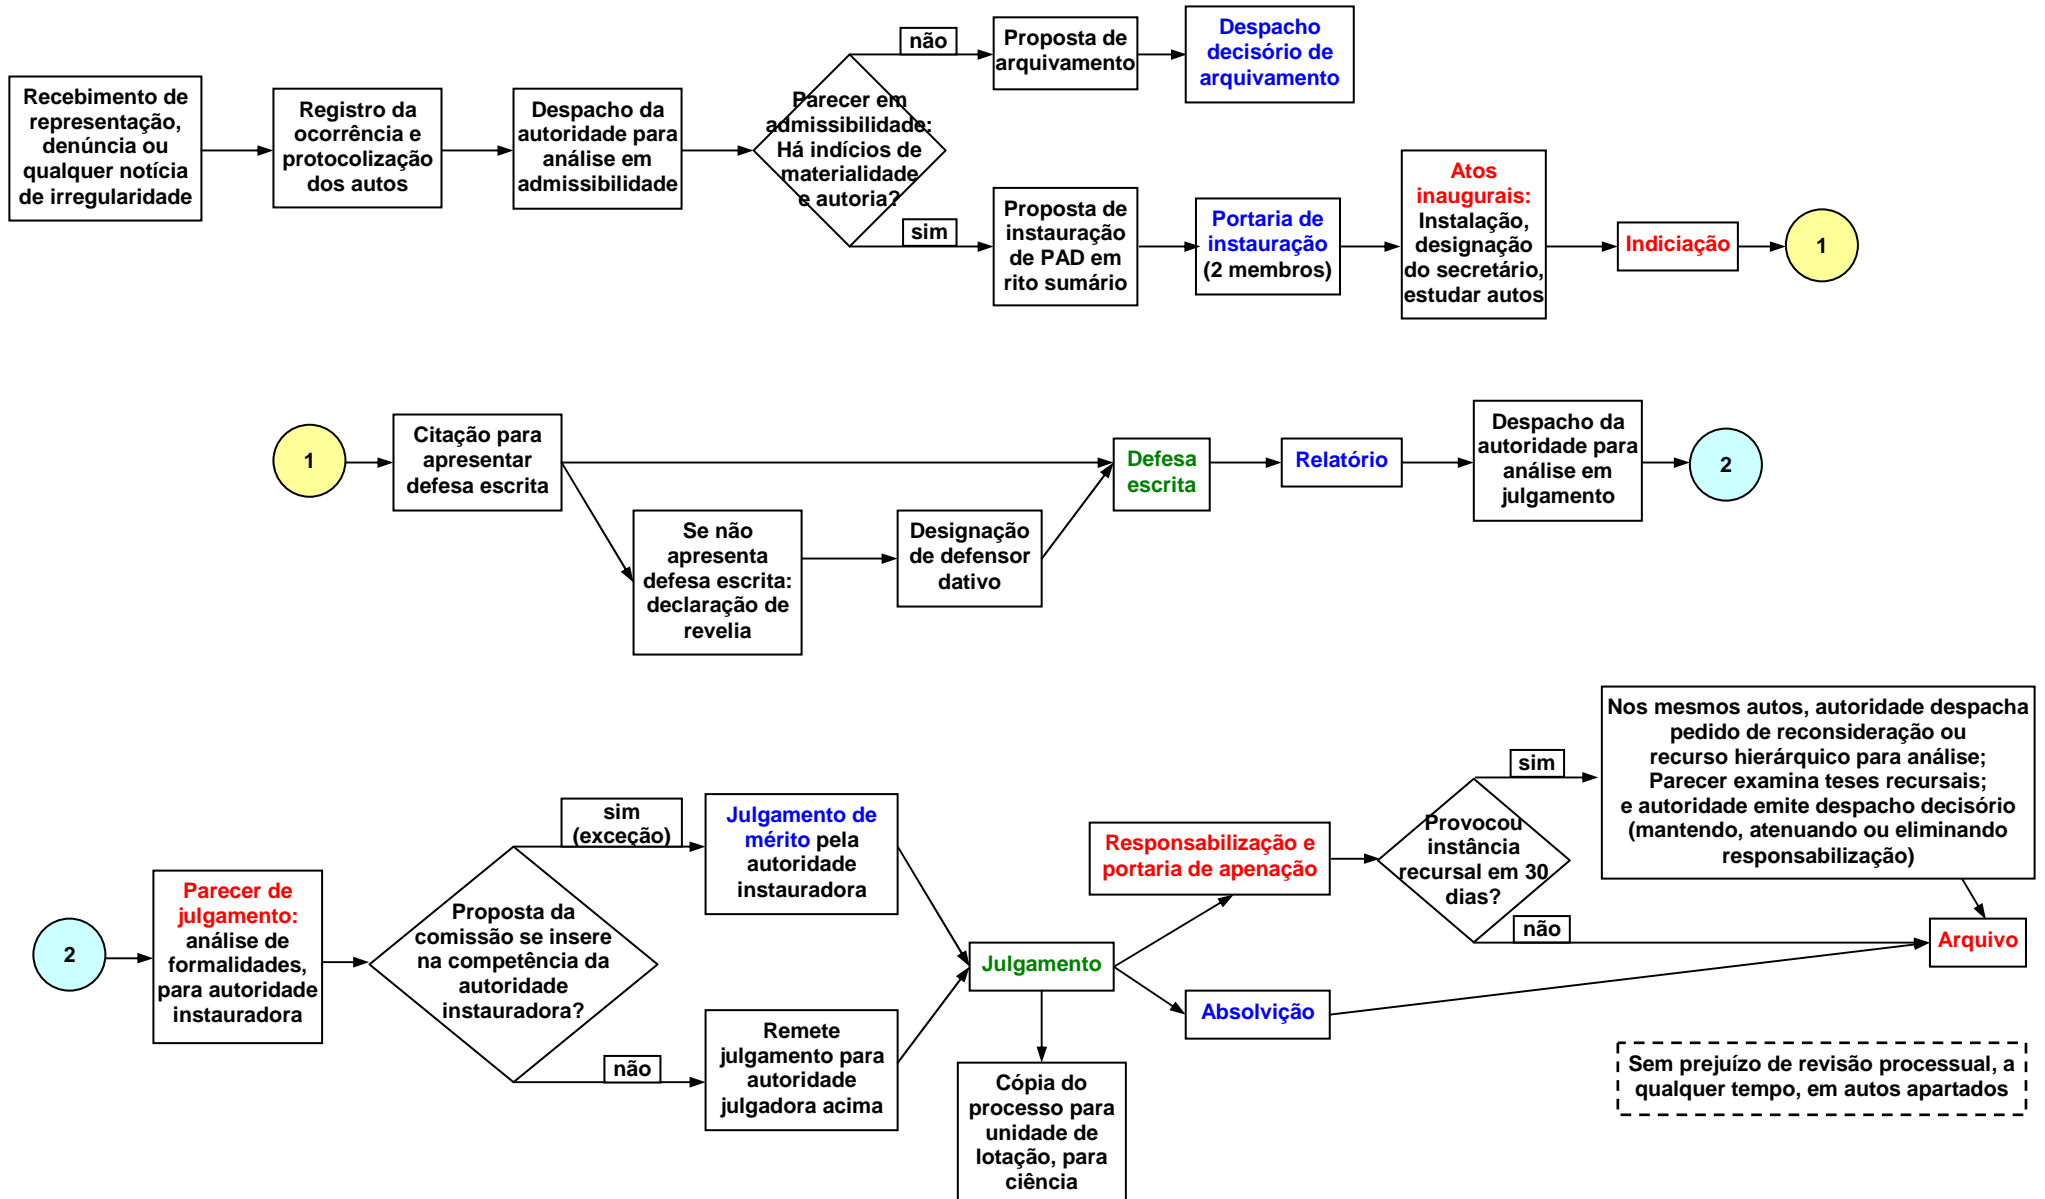 Recebimento de
representação,
denúncia ou
qualquer notícia
de irregularidade
Registro da
ocorrência e
protocolização
dos autos
Despacho da
autoridade para
análise em
admissibilidade
Parecer em
admissibilidade:
Há indícios de
materialidade
e autoria?
não
Proposta de
arquivamento
Despacho
decisório de
arquivamento
sim
Proposta de
instauração
de PAD em
rito sumário
Portaria de
instauração
(2 membros)
Atos
inaugurais:
Instalação,
designação
do secretário,
estudar autos
Indiciação
1
1
Citação para
apresentar
defesa escrita
Se não
apresenta
defesa escrita:
declaração de
revelia
Designação
de defensor
dativo
Defesa
escrita
Relatório
Despacho da
autoridade para
análise em
julgamento
2
2
Parecer de
julgamento:
análise de
formalidades,
para autoridade
instauradora
Proposta da
comissão se insere
na competência da
autoridade
instauradora?
sim
(exceção)
Julgamento de
mérito pela
autoridade
instauradora
não
Remete
julgamento para
autoridade
julgadora acima
Julgamento
Cópia do
processo para
unidade de
lotação, para
ciência
Responsabilização e
portaria de apenação
Absolvição
Provocou
instância
recursal em 30
dias?
sim
Nos mesmos autos, autoridade despacha
pedido de reconsideração ou
recurso hierárquico para análise;
Parecer examina teses recursais;
e autoridade emite despacho decisório
(mantendo, atenuando ou eliminando
responsabilização)
não
Arquivo
Sem prejuízo de revisão processual, a
qualquer tempo, em autos apartados